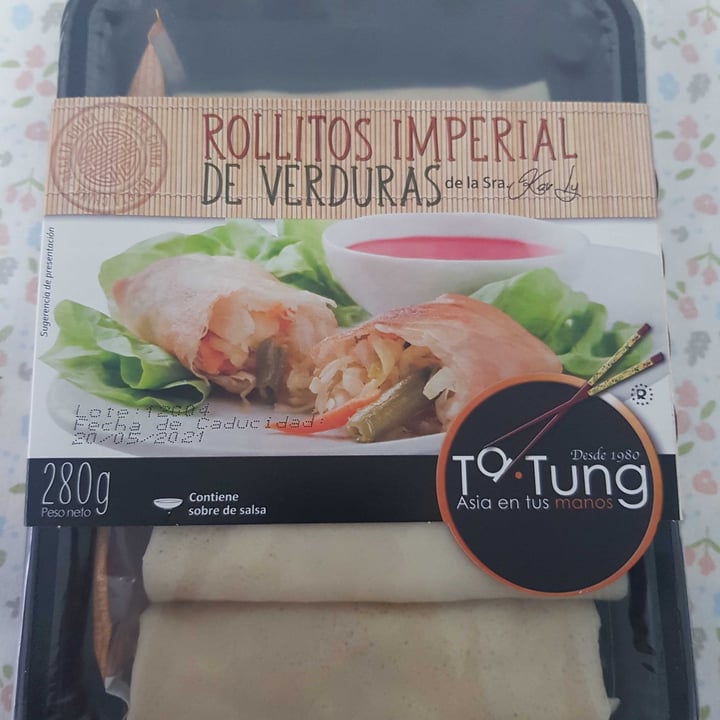 ROLLITOS IMPERIAL
DE VERDURAS de la Sra.
Sugerencia de presentación
Lote:
Fecha de Caducidad:
20/05/2021
280g
Peso neto
Contiene
sobre de salsa
Desde 1980
Ta·Tung
Asia en tus manos
R